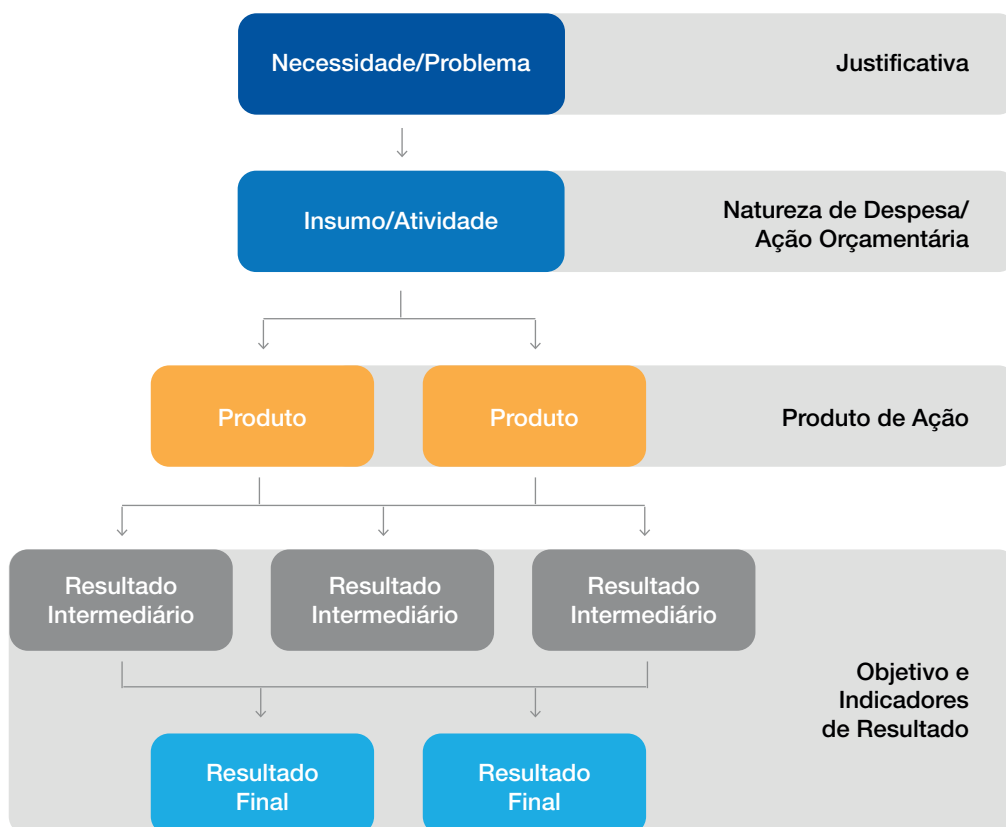 Necessidade/Problema
Justificativa
Insumo/Atividade
Natureza de Despesa/
Ação Orçamentária
Produto
Produto
Produto de Ação
Resultado
Intermediário
Resultado
Intermediário
Resultado
Intermediário
Objetivo e
Indicadores
de Resultado
Resultado
Final
Resultado
Final